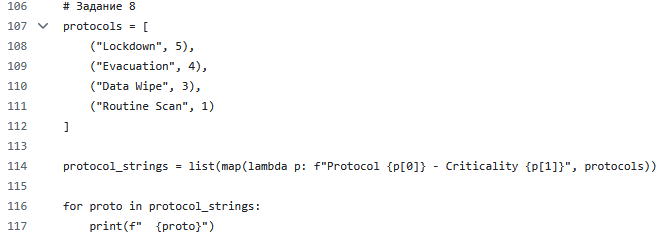 106 # Задание 8
107 protocols = [
108     ("Lockdown", 5),
109     ("Evacuation", 4),
110     ("Data Wipe", 3),
111     ("Routine Scan", 1)
112 ]
113
114 protocol_strings = list(map(lambda p: f"Protocol {p[0]} - Criticality {p[1]}", protocols))
115
116 for proto in protocol_strings:
117     print(f"  {proto}")